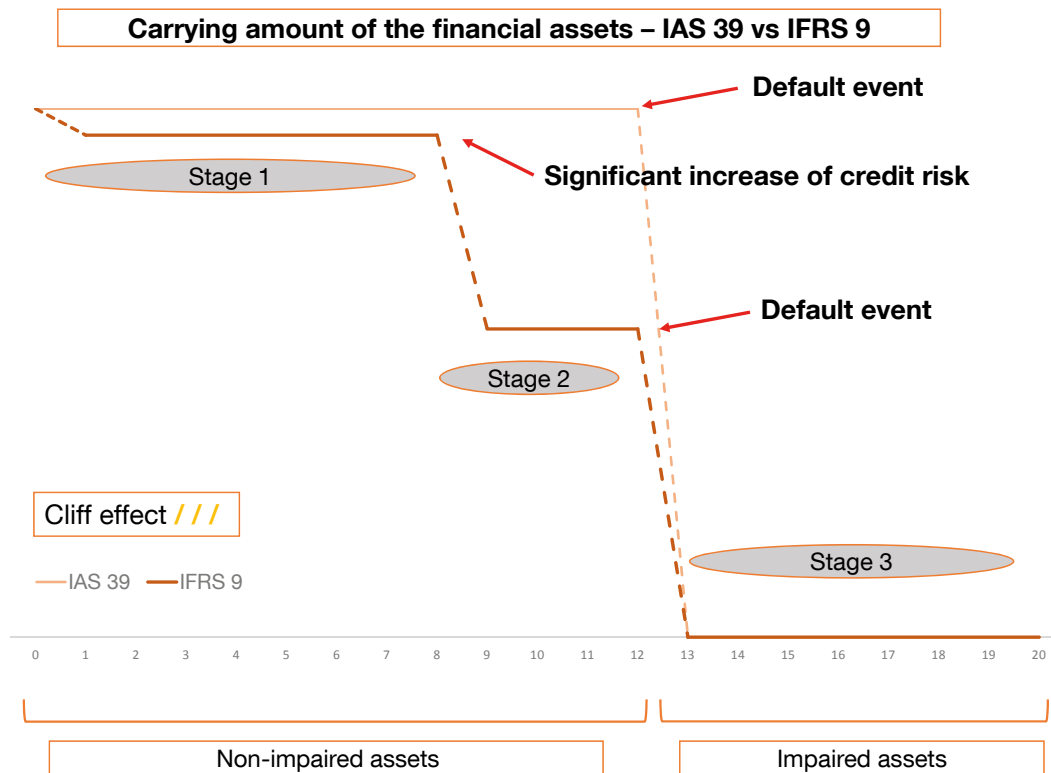 Carrying amount of the financial assets – IAS 39 vs IFRS 9
Default event
Stage 1
Significant increase of credit risk
Default event
Stage 2
Cliff effect / / /
Stage 3
IAS 39 IFRS 9
0 1 2 3 4 5 6 7 8 9 10 11 12 13 14 15 16 17 18 19 20
Non-impaired assets Impaired assets